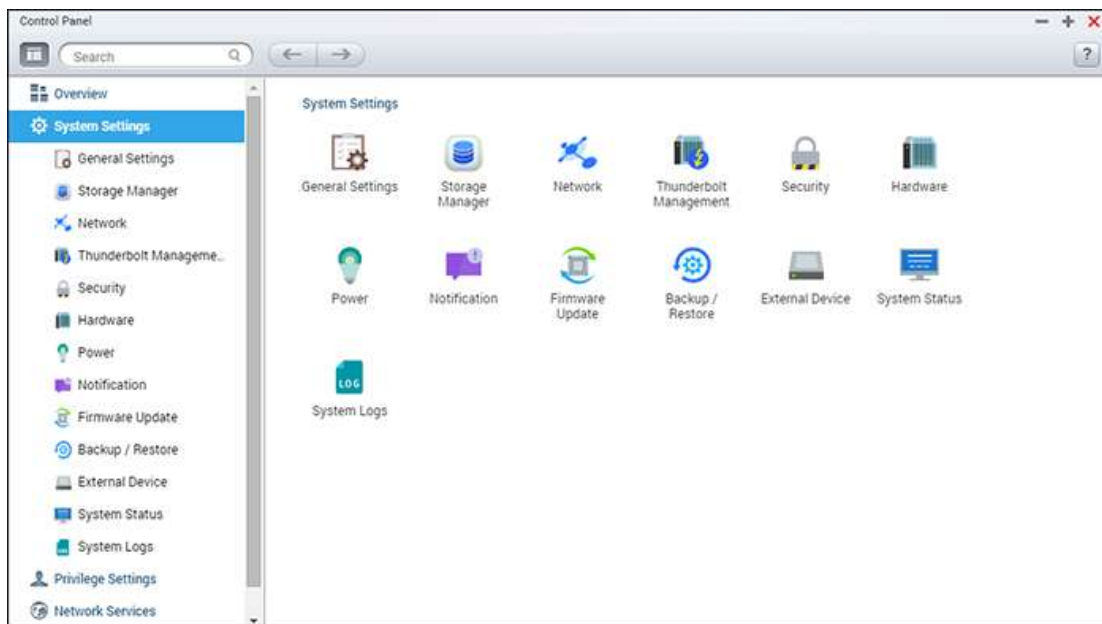 Control Panel
Search
?
Overview
System Settings
General Settings
Storage Manager
Network
Thunderbolt Manageme...
Security
Hardware
Power
Notification
Firmware Update
Backup / Restore
External Device
System Status
System Logs
Privilege Settings
Network Services
System Settings
General Settings
Storage
Manager
Network
Thunderbolt
Management
Security
Hardware
Power
Notification
Firmware
Update
Backup /
Restore
External Device
System Status
LOG
System Logs